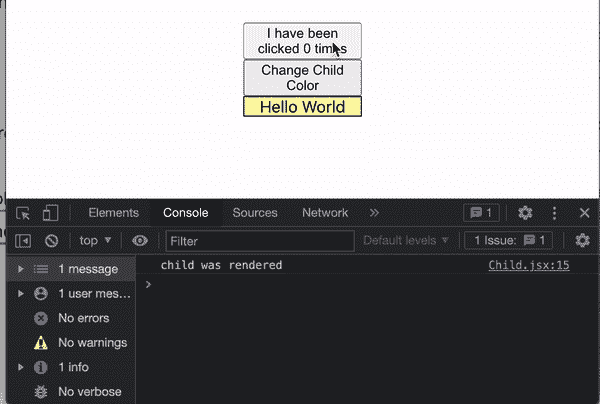 I have been
clicked 0 times
Change Child
Color
Hello World
Elements Console Sources Network » 1
top ▼ Filter Default levels ▼ 1 Issue: 1
1 message
child was rendered Child.jsx:15
1 user mes…
No errors
No warnings
1 info
No verbose